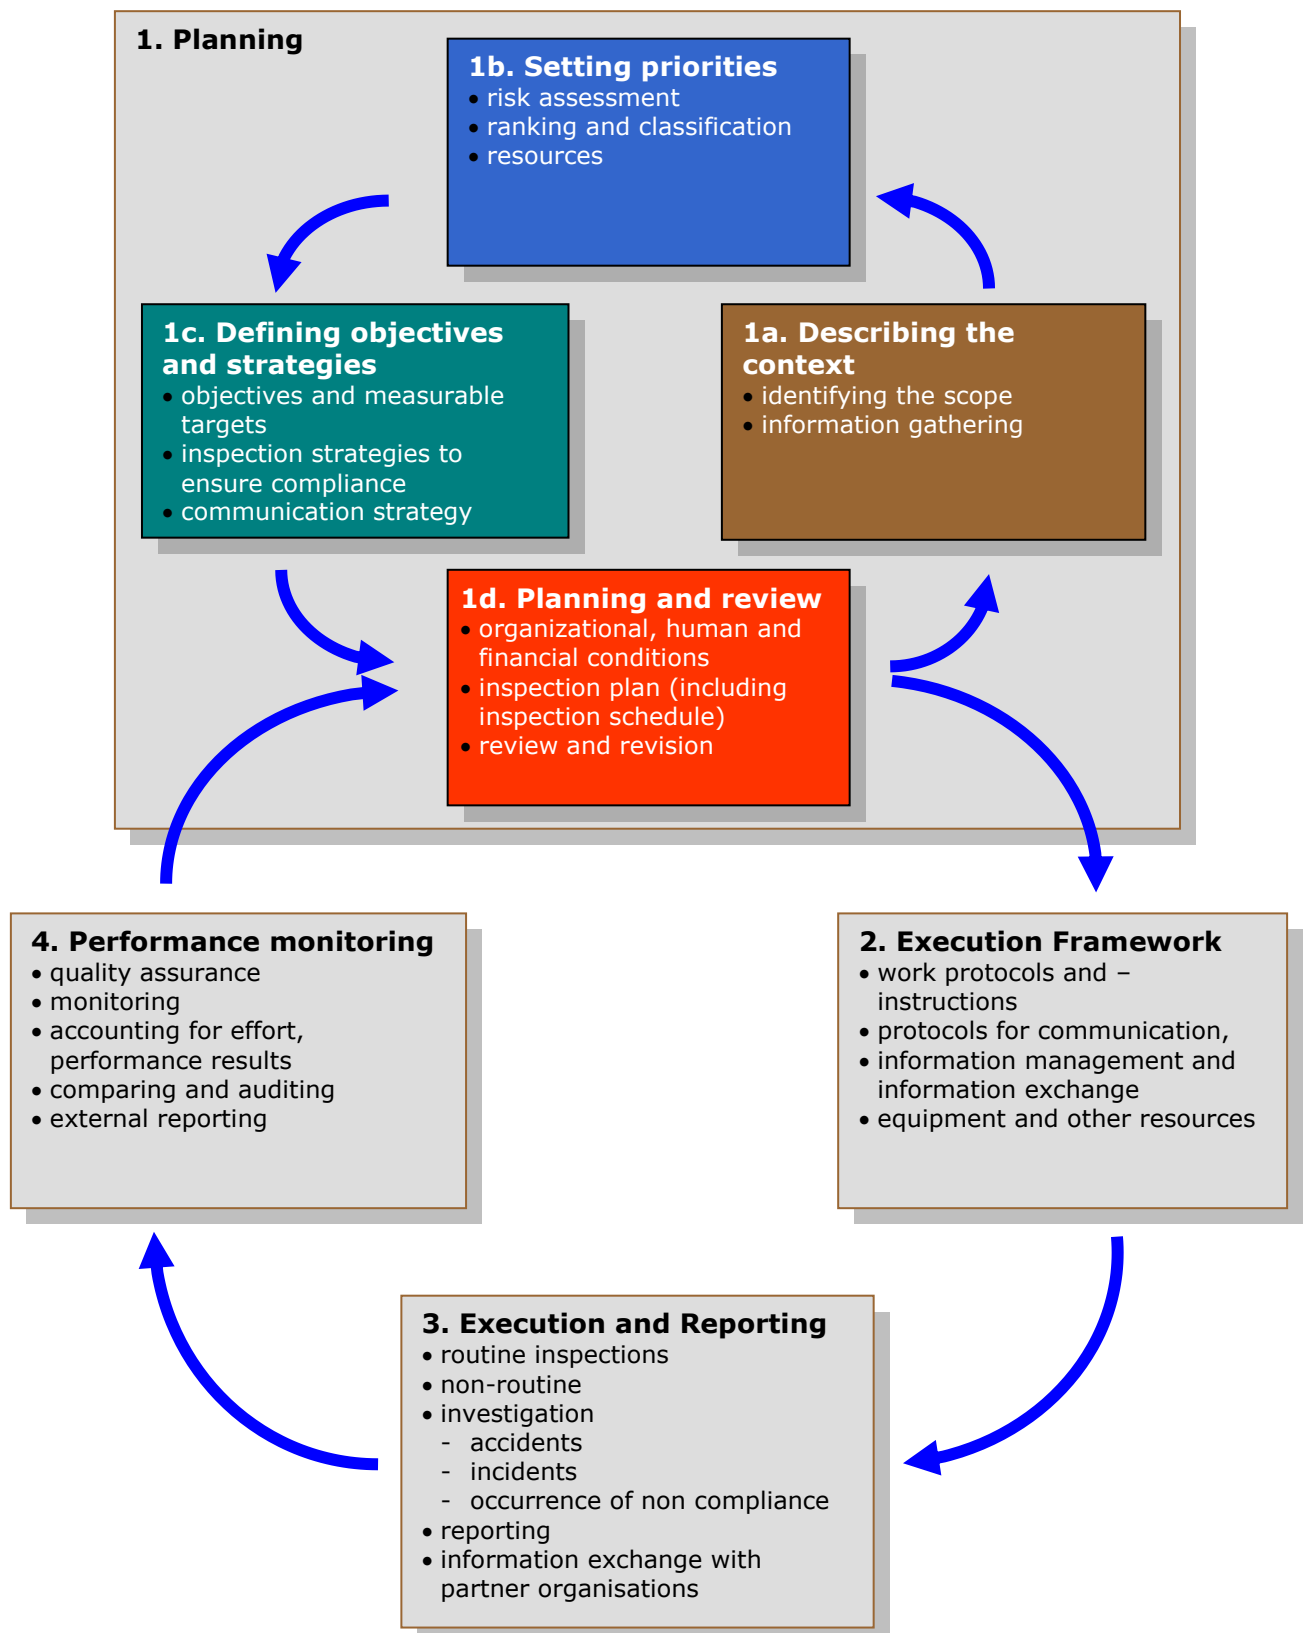 1. Planning
1b. Setting priorities
• risk assessment
• ranking and classification
• resources
1c. Defining objectives
and strategies
• objectives and measurable
targets
• inspection strategies to
ensure compliance
• communication strategy
1a. Describing the
context
• identifying the scope
• information gathering
1d. Planning and review
• organizational, human and
financial conditions
• inspection plan (including
inspection schedule)
• review and revision
4. Performance monitoring
• quality assurance
• monitoring
• accounting for effort,
performance results
• comparing and auditing
• external reporting
2. Execution Framework
• work protocols and –
instructions
• protocols for communication,
• information management and
information exchange
• equipment and other resources
3. Execution and Reporting
• routine inspections
• non-routine
• investigation
- accidents
- incidents
- occurrence of non compliance
• reporting
• information exchange with
partner organisations